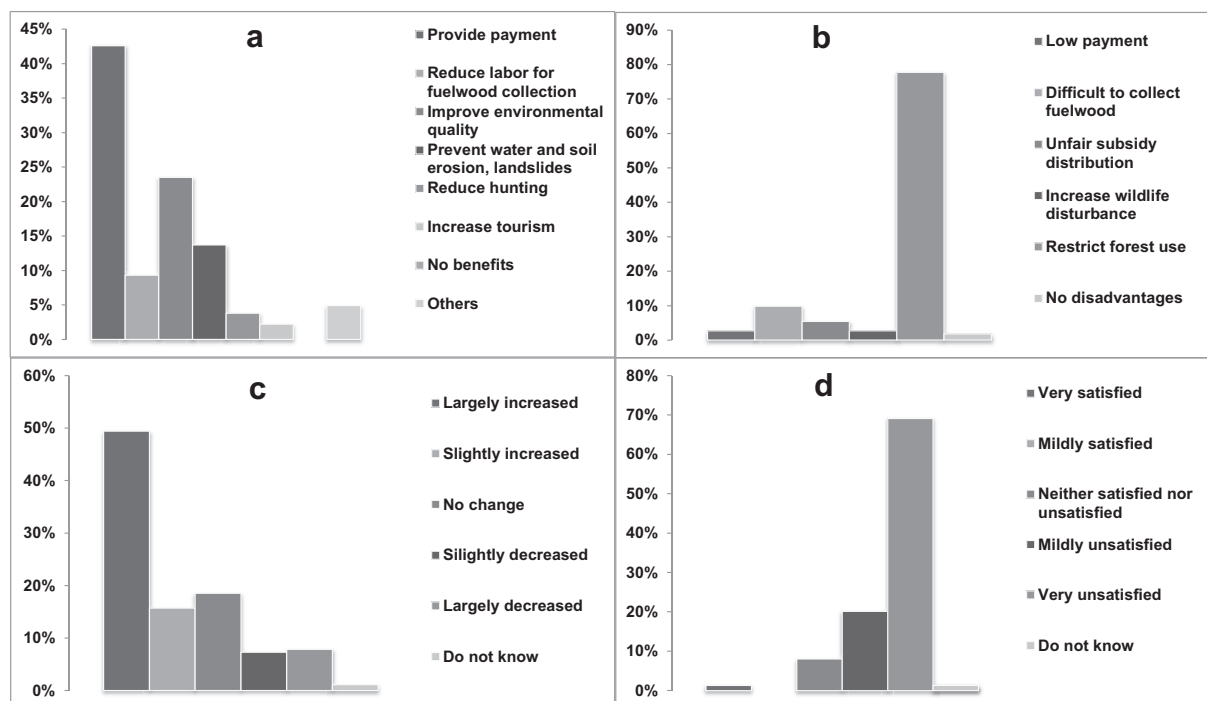 a
45%
40%
35%
30%
25%
20%
15%
10%
5%
0%
Provide payment
Reduce labor for
fuelwood collection
Improve environmental
quality
Prevent water and soil
erosion, landslides
Reduce hunting
Increase tourism
No benefits
Others
b
90%
80%
70%
60%
50%
40%
30%
20%
10%
0%
Low payment
Difficult to collect
fuelwood
Unfair subsidy
distribution
Increase wildlife
disturbance
Restrict forest use
No disadvantages
c
60%
50%
40%
30%
20%
10%
0%
Largely increased
Slightly increased
No change
Silightly decreased
Largely decreased
Do not know
d
80%
70%
60%
50%
40%
30%
20%
10%
0%
Very satisfied
Mildly satisfied
Neither satisfied nor
unsatisfied
Mildly unsatisfied
Very unsatisfied
Do not know